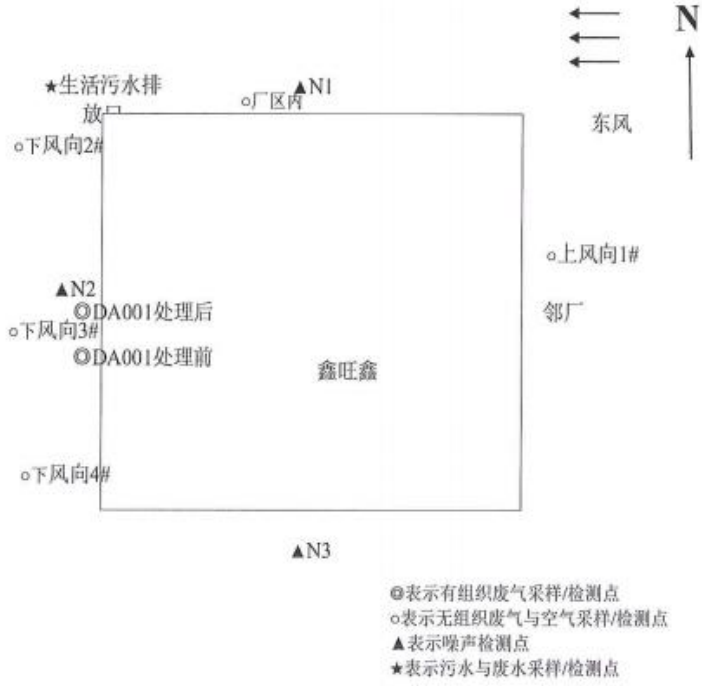 N
★生活污水排
放口
▲N1
○厂区内
东风
○下风向2#
○上风向1#
▲N2
◎DA001处理后
邻厂
○下风向3#
◎DA001处理前
鑫旺鑫
○下风向4#
▲N3
◎表示有组织废气采样/检测点
○表示无组织废气与空气采样/检测点
▲表示噪声检测点
★表示污水与废水采样/检测点